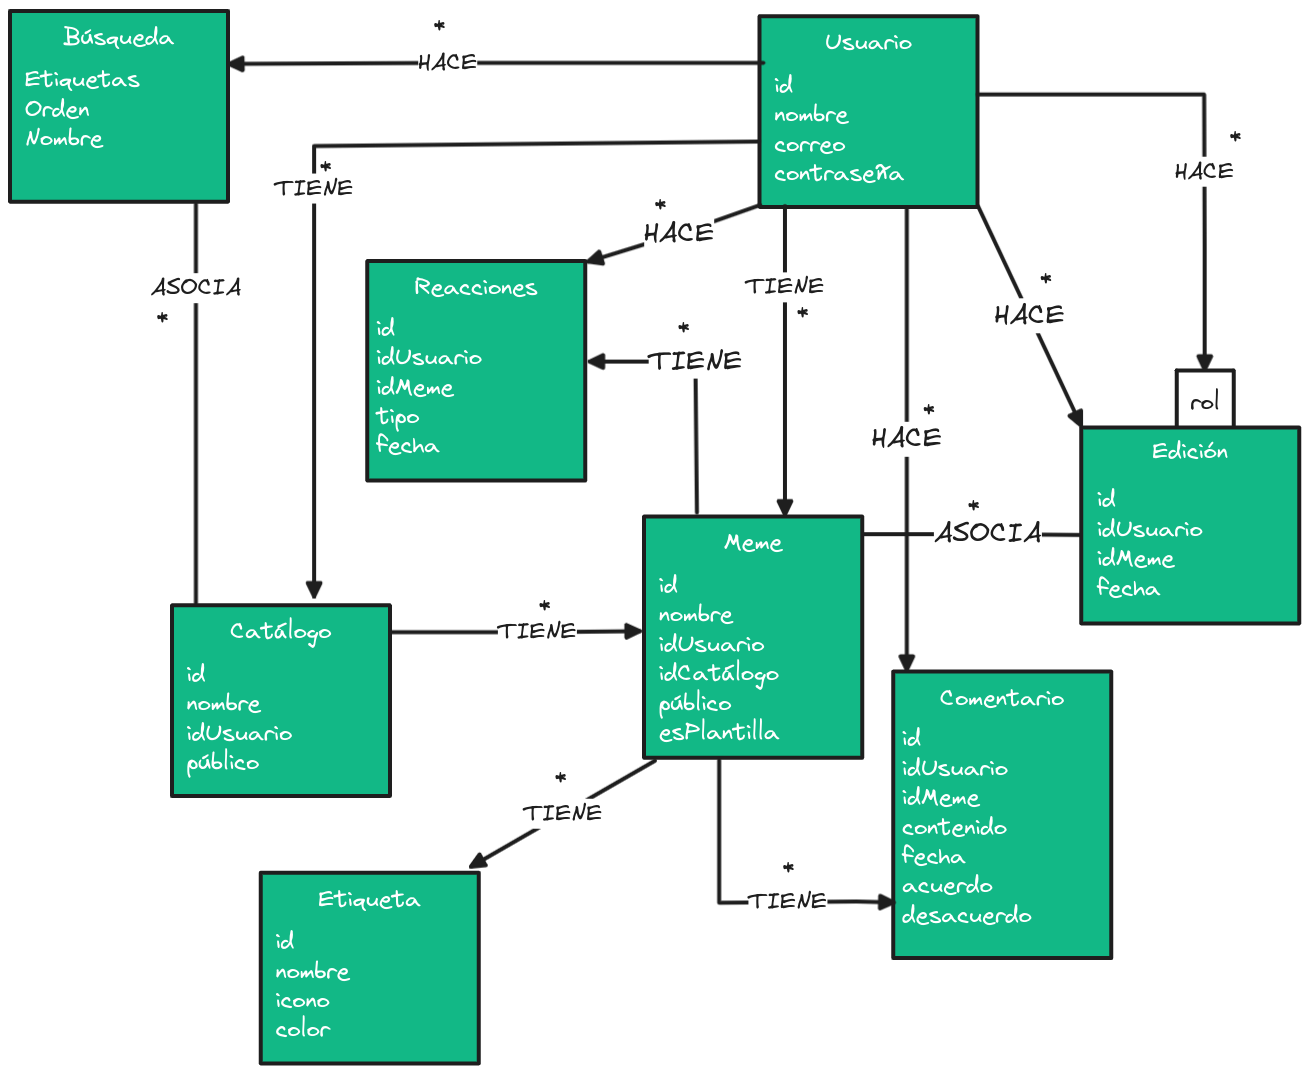 Búsqueda
Etiquetas
Orden
Nombre
*
HACE
Usuario
id
nombre
correo
contraseña
*
TIENE
*
HACE
*
HACE
TIENE
*
*
HACE
ASOCIA
*
Reacciones
id
idUsuario
idMeme
tipo
fecha
*
TIENE
*
HACE
rol
Edición
id
idUsuario
idMeme
fecha
*
ASOCIA
Meme
id
nombre
idUsuario
idCatálogo
público
esPlantilla
*
TIENE
Catálogo
id
nombre
idUsuario
público
Comentario
id
idUsuario
idMeme
contenido
fecha
acuerdo
desacuerdo
*
TIENE
*
TIENE
Etiqueta
id
nombre
icono
color